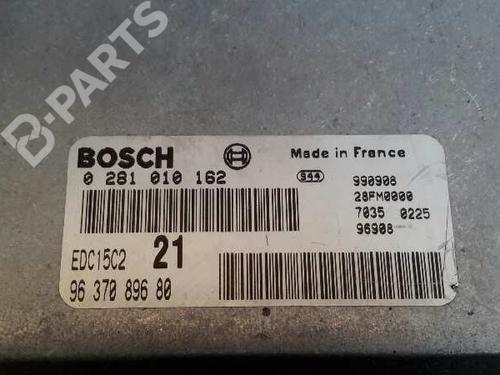 B-PARTS
BOSCH
Made in France
0 281 010 162
S44
990908
28FM0000
7035 0225
96908
EDC15C2 21
96 370 896 80